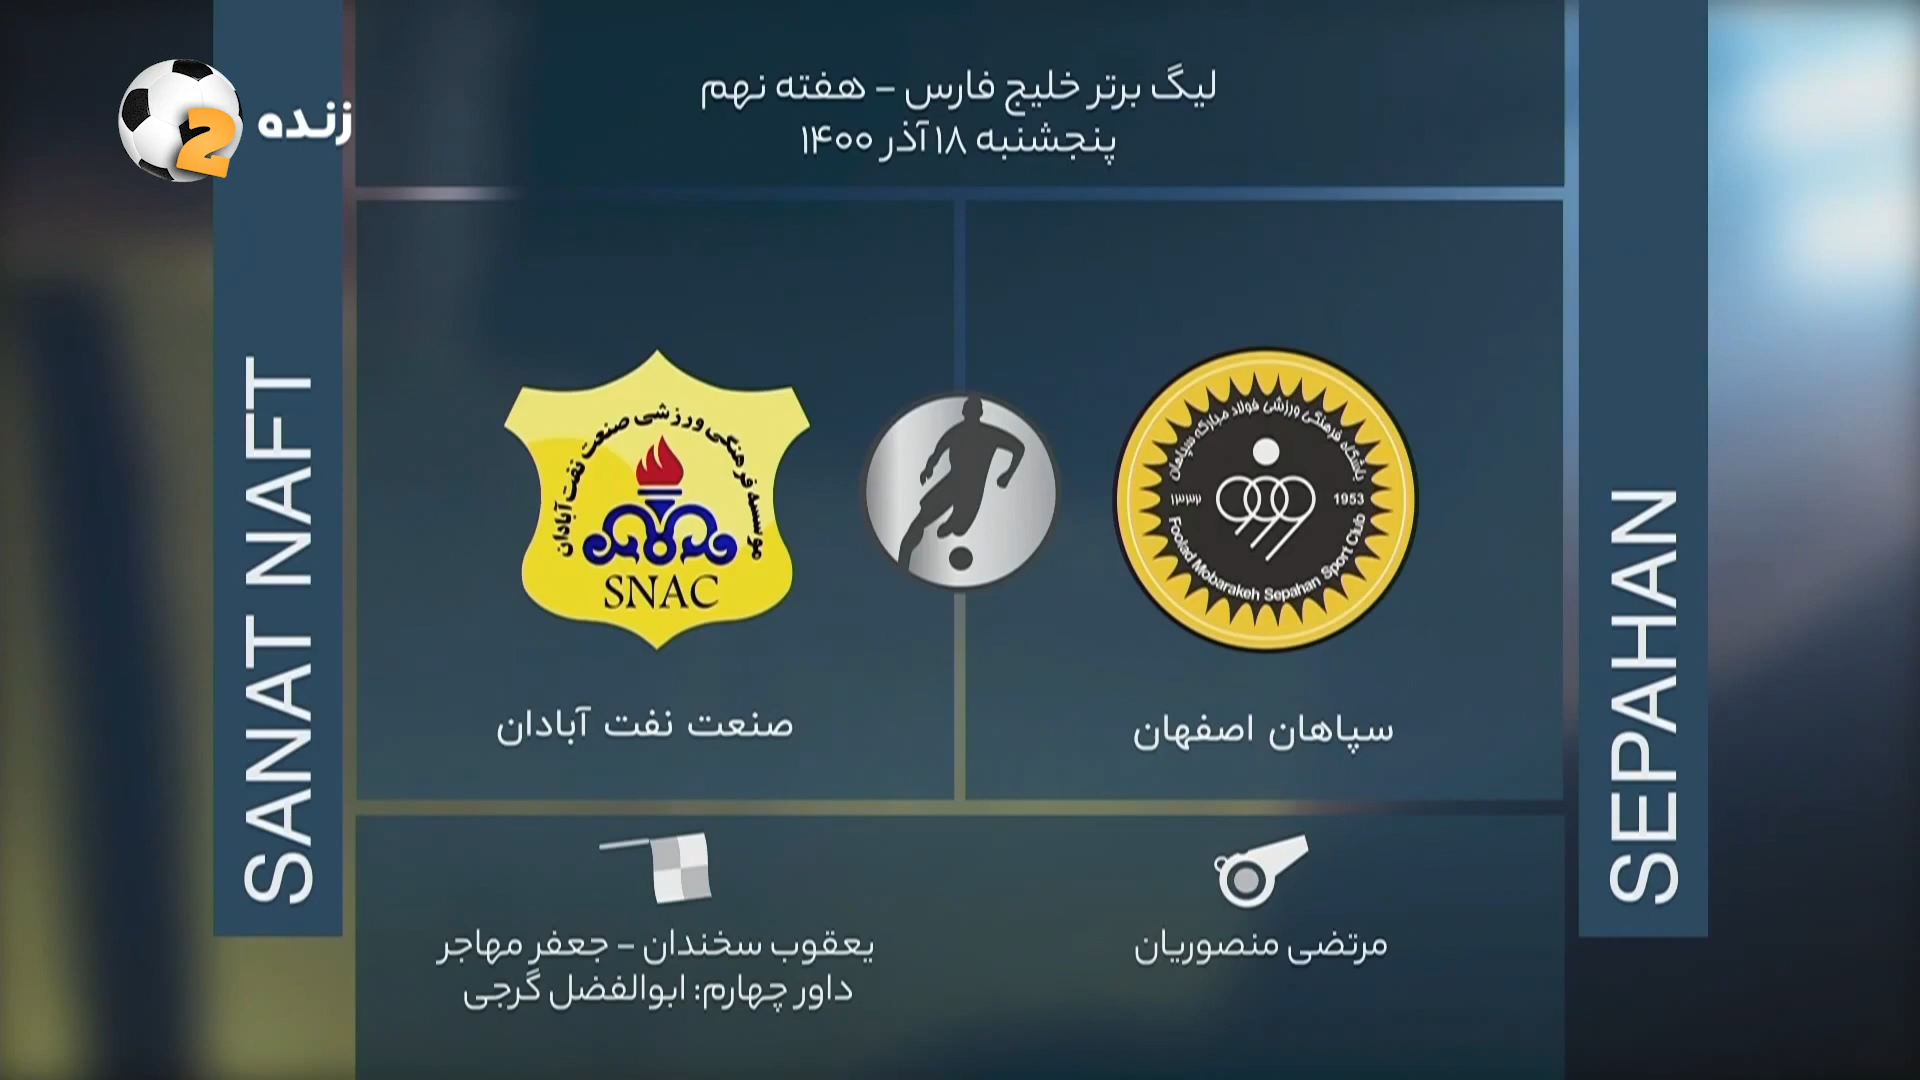 لیگ برتر خلیج فارس - هفته نهم
پنجشنبه ۱۸ آذر ۱۴۰۰
2
زنده
SANAT NAFT
SEPAHAN
باشگاه فرهنگی ورزشی فولاد مبارکه سپاهان
۱۳۳۲
1953
Foolad Mobarakeh Sepahan Sport Club
موسسه فرهنگی ورزشی صنعت نفت آبادان
SNAC
سپاهان اصفهان
صنعت نفت آبادان
مرتضی منصوریان
یعقوب سخندان - جعفر مهاجر
داور چهارم: ابوالفضل گرجی